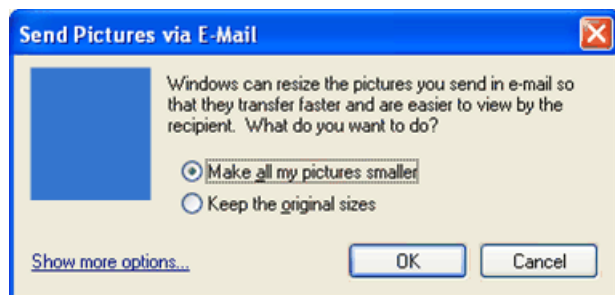 Send Pictures via E-Mail
Windows can resize the pictures you send in e-mail so
that they transfer faster and are easier to view by the
recipient. What do you want to do?
Make all my pictures smaller
Keep the original sizes
Show more options...
OK
Cancel